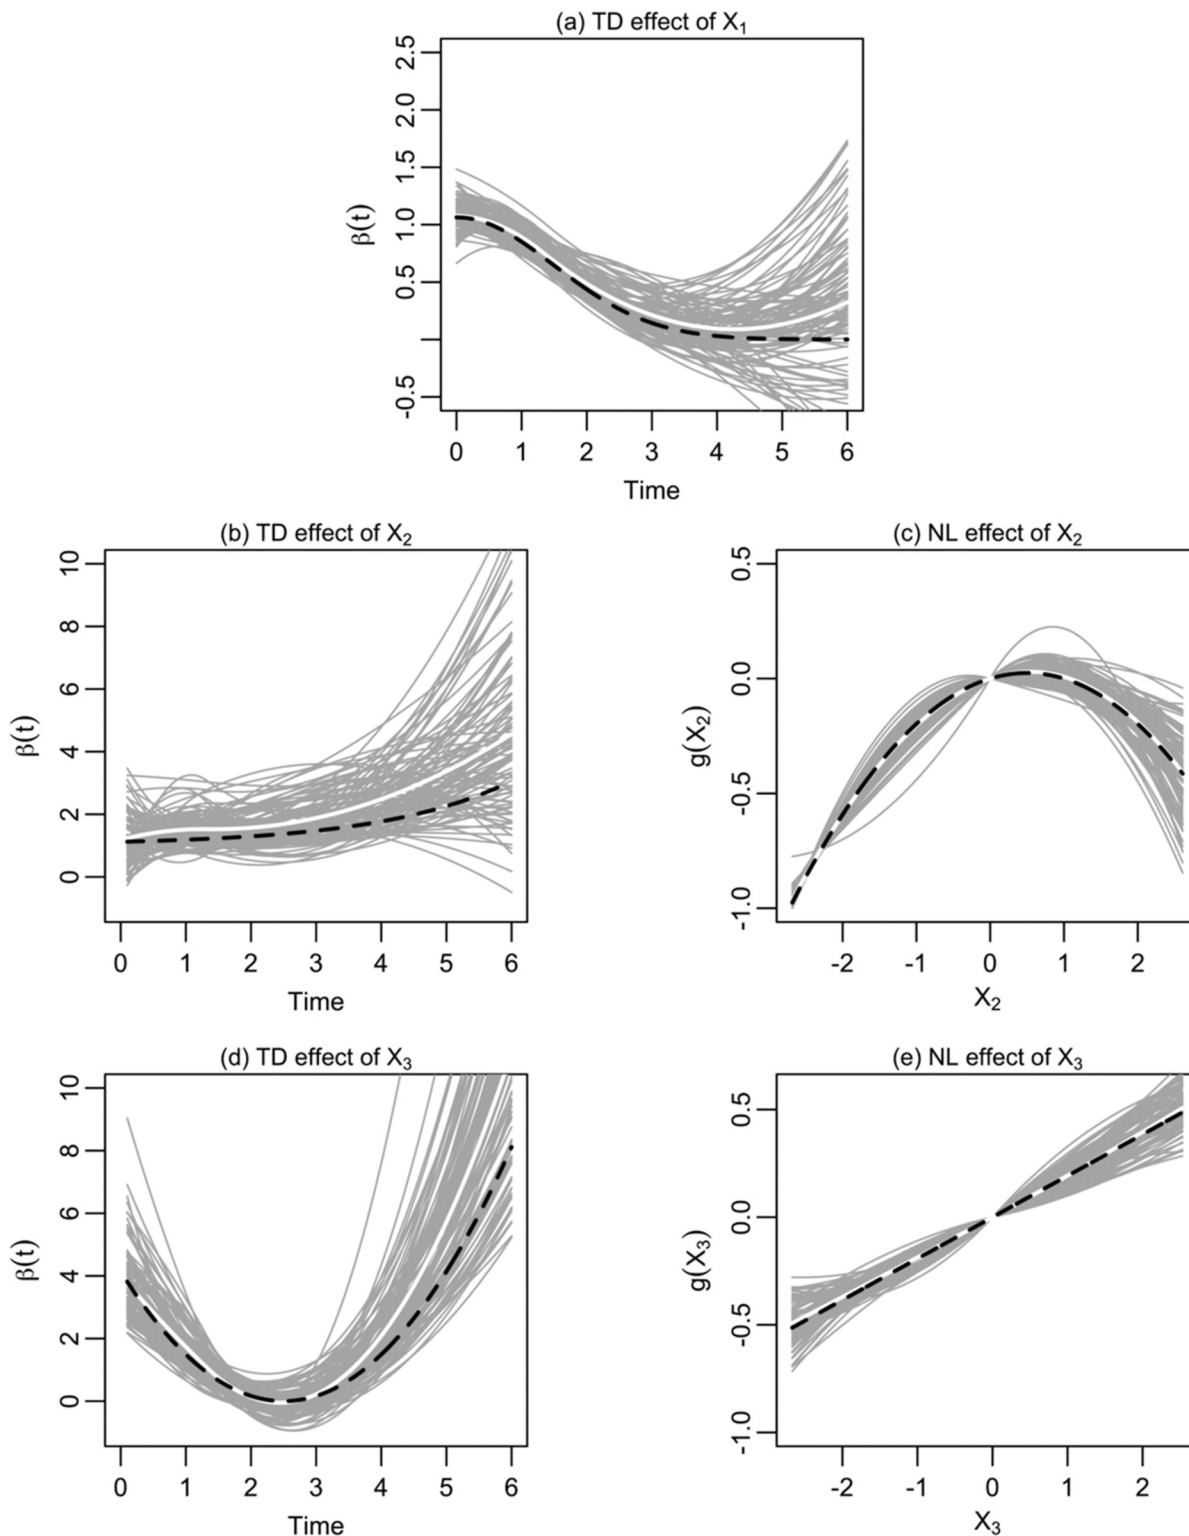 (a) TD effect of X₁
2.5
2.0
1.5
1.0
0.5
-0.5
β(t)
0 1 2 3 4 5 6
Time
(b) TD effect of X₂
10
8
6
4
2
0
β(t)
0 1 2 3 4 5 6
Time
(c) NL effect of X₂
0.5
0.0
-0.5
-1.0
g(X₂)
-2 -1 0 1 2
X₂
(d) TD effect of X₃
10
8
6
4
2
0
β(t)
0 1 2 3 4 5 6
Time
(e) NL effect of X₃
0.5
0.0
-0.5
-1.0
g(X₃)
-2 -1 0 1 2
X₃